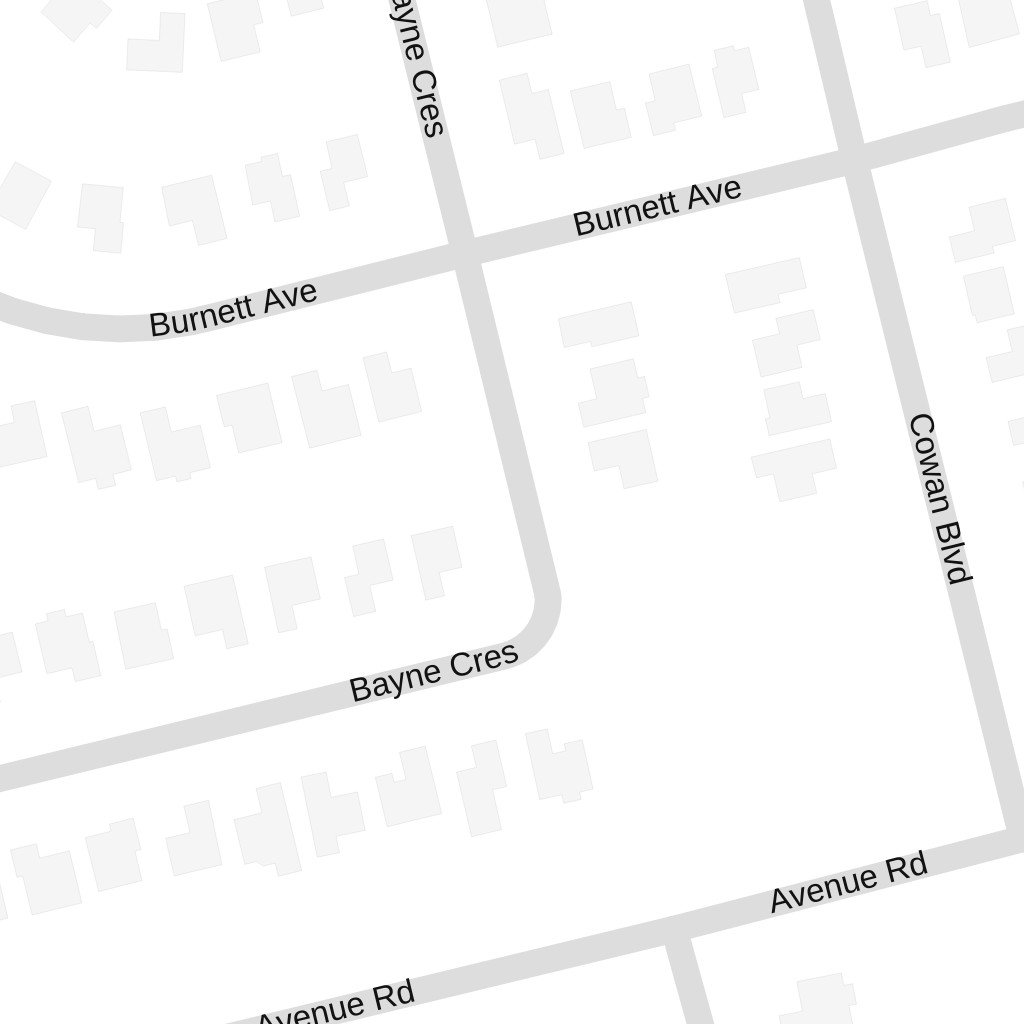 ayne Cres
Burnett Ave
Burnett Ave
Cowan Blvd
Bayne Cres
Avenue Rd
Avenue Rd